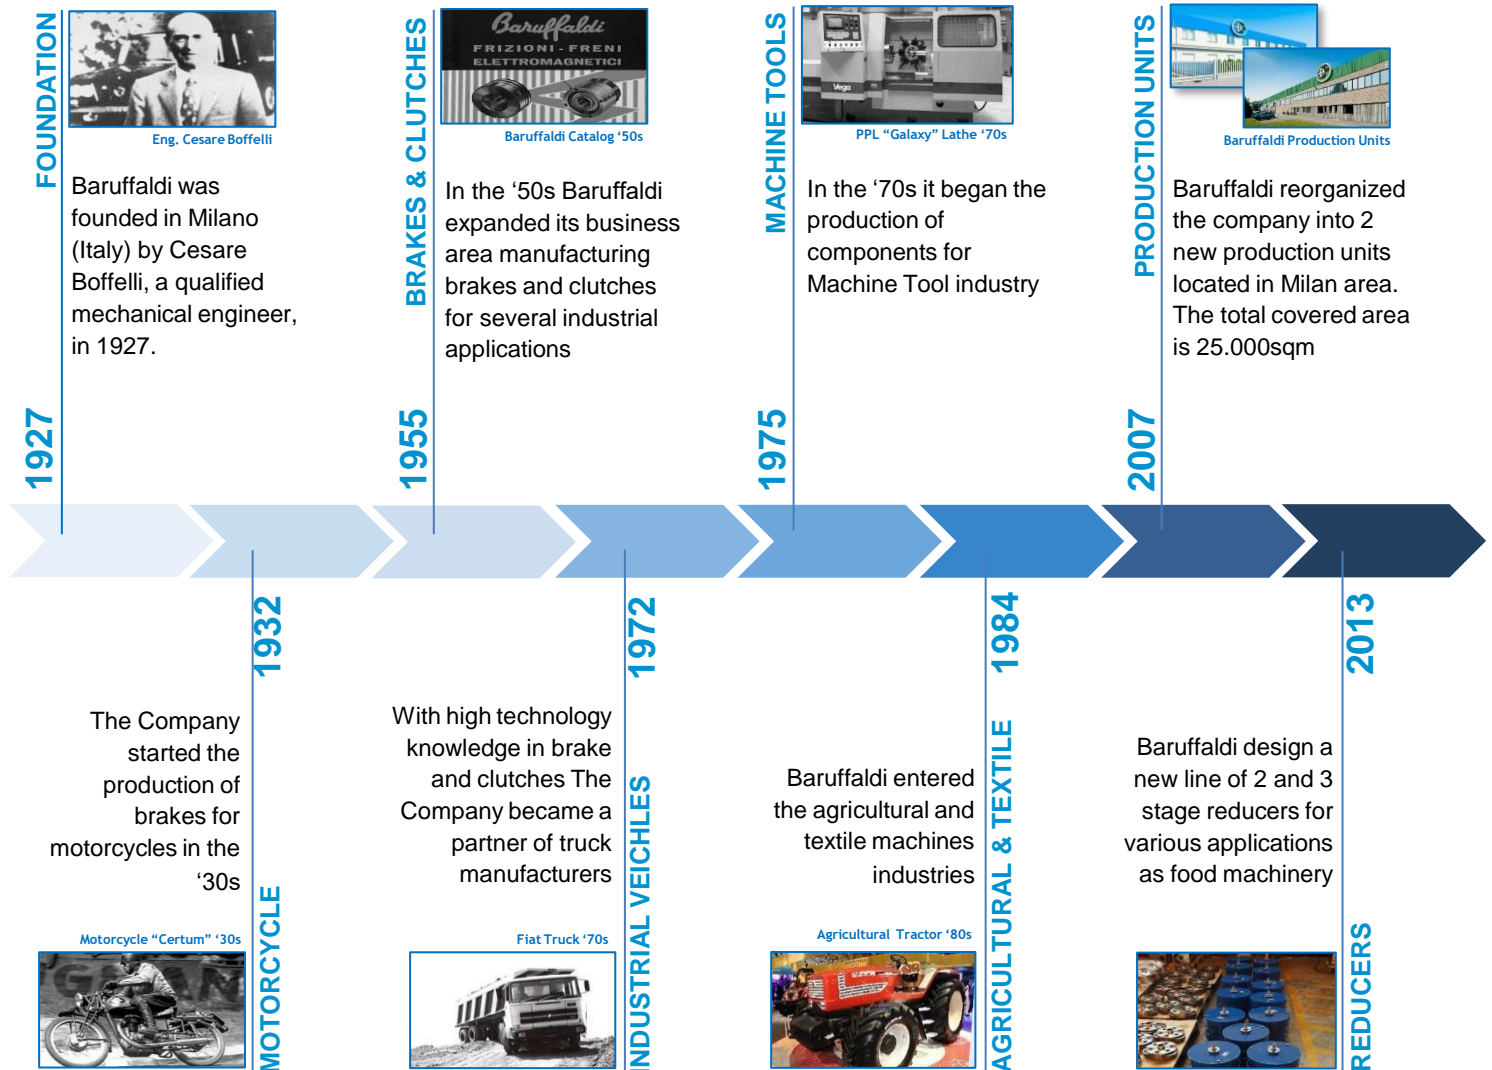 FOUNDATION
Eng. Cesare Boffelli
Baruffaldi was
founded in Milano
(Italy) by Cesare
Boffelli, a qualified
mechanical engineer,
in 1927.
1927
BRAKES & CLUTCHES
Baruffaldi
FRIZIONI - FRENI
ELETTROMAGNETICI
Baruffaldi Catalog ‘50s
In the ‘50s Baruffaldi
expanded its business
area manufacturing
brakes and clutches
for several industrial
applications
1955
MACHINE TOOLS
Vega
PPL “Galaxy” Lathe ‘70s
In the ‘70s it began the
production of
components for
Machine Tool industry
1975
PRODUCTION UNITS
Baruffaldi Production Units
Baruffaldi reorganized
the company into 2
new production units
located in Milan area.
The total covered area
is 25.000sqm
2007
1932
The Company
started the
production of
brakes for
motorcycles in the
‘30s
MOTORCYCLE
Motorcycle “Certum” ‘30s
1972
With high technology
knowledge in brake
and clutches The
Company became a
partner of truck
manufacturers
INDUSTRIAL VEICHLES
Fiat Truck ‘70s
1984
Baruffaldi entered
the agricultural and
textile machines
industries
AGRICULTURAL & TEXTILE
Agricultural Tractor ‘80s
2013
Baruffaldi design a
new line of 2 and 3
stage reducers for
various applications
as food machinery
REDUCERS